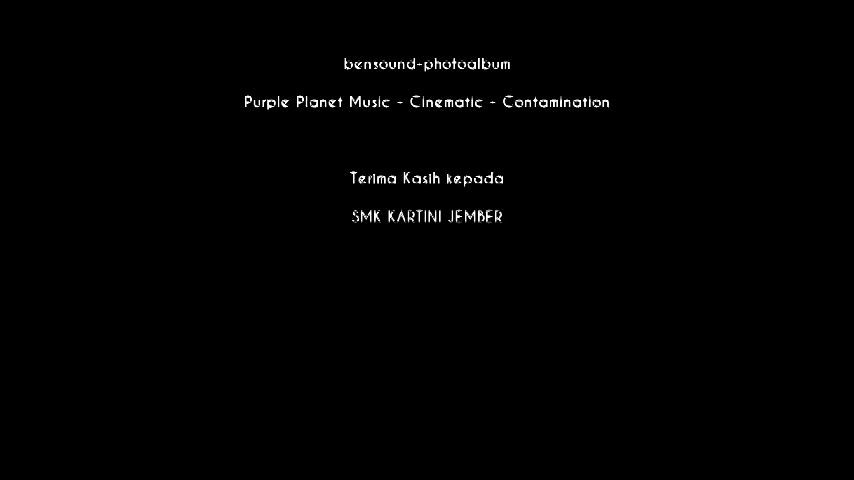 bensound-photoalbum
Purple Planet Music - Cinematic - Contamination
Terima Kasih kepada
SMK KARTINI JEMBER